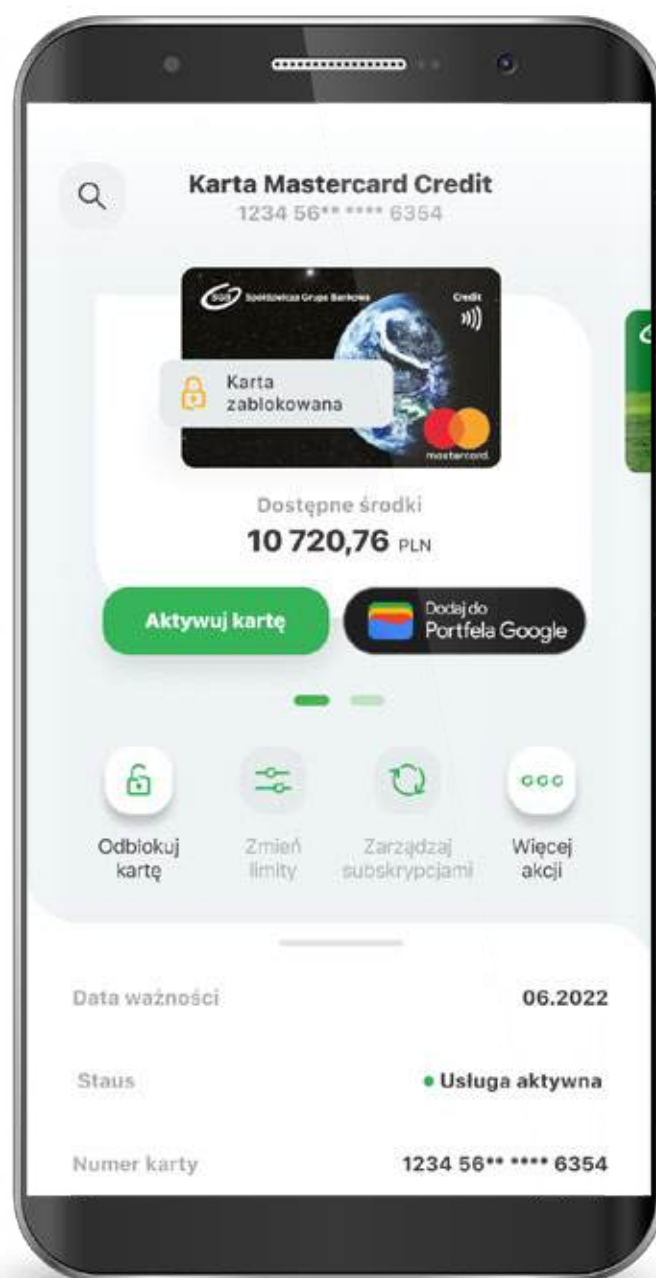 Karta Mastercard Credit
1234 56** **** 6354
SGB Spółdzielcza Grupa Bankowa
Credit
Karta
zablokowana
mastercard
Dostępne środki
10 720,76 PLN
Aktywuj kartę
Dodaj do
Portfela Google
Odblokuj
kartę
Zmień
limity
Zarządzaj
subskrypcjami
Więcej
akcji
Data ważności
06.2022
Staus
Usługa aktywna
Numer karty
1234 56** **** 6354